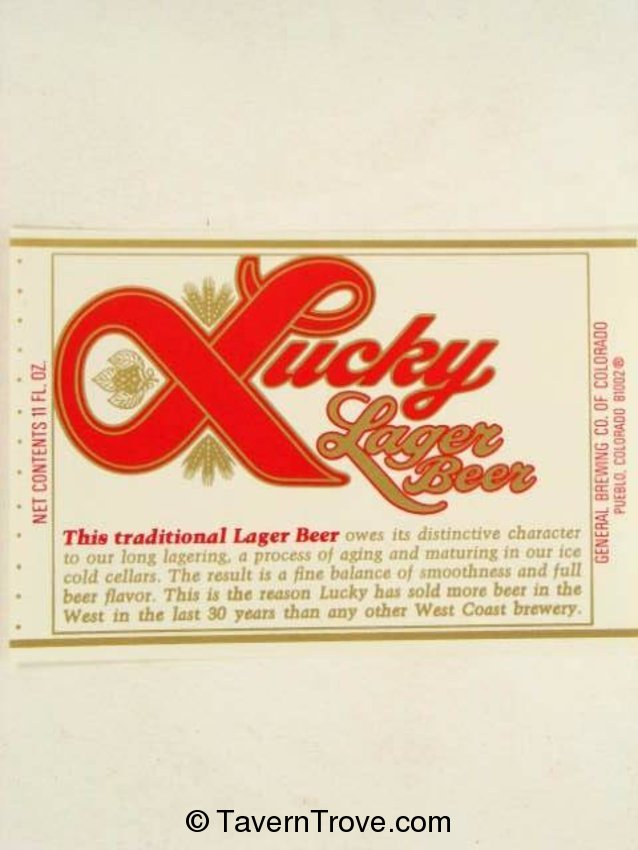 NET CONTENTS 11 FL. OZ.
Lucky
Lager
Beer
This traditional Lager Beer owes its distinctive character
to our long lagering, a process of aging and maturing in our ice
cold cellars. The result is a fine balance of smoothness and full
beer flavor. This is the reason Lucky has sold more beer in the
West in the last 30 years than any other West Coast brewery.
GENERAL BREWING CO. OF COLORADO
PUEBLO, COLORADO 81002 ®
© TavernTrove.com